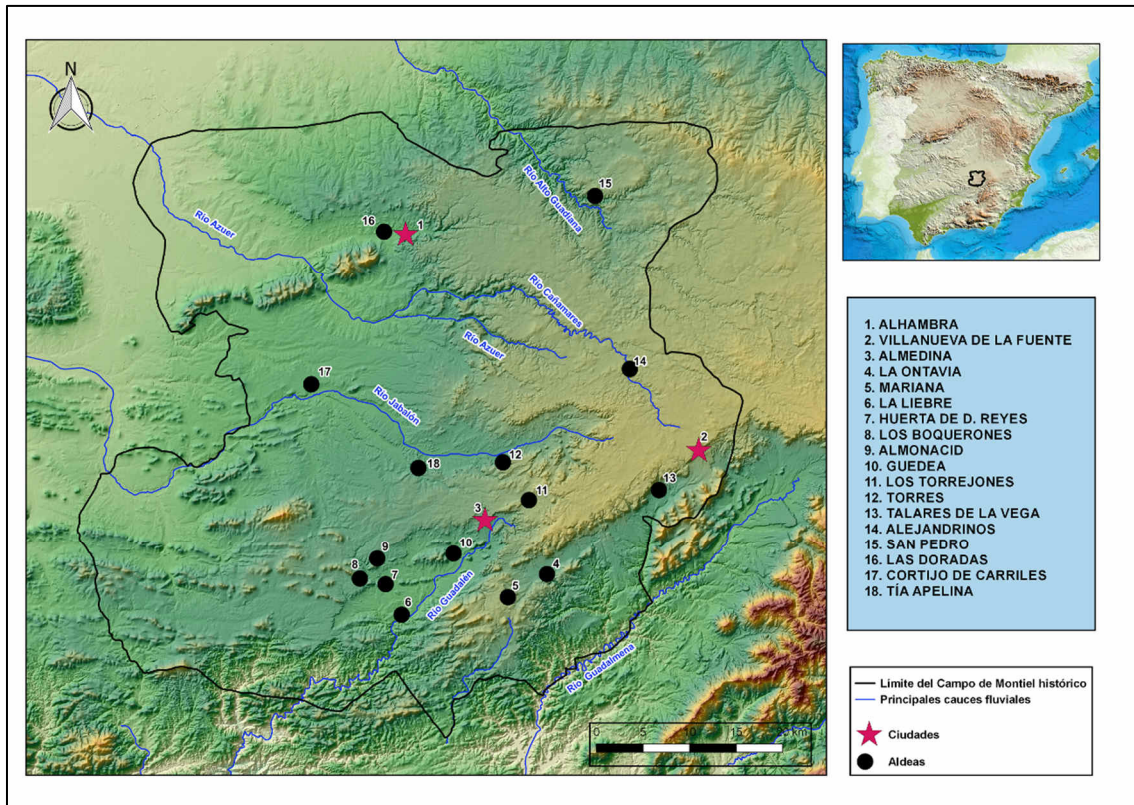 N
Río Azuer
Río Alto Guadiana
15
16
1
Río Cañamares
Río Azuer
14
17
Río Jabalón
2
18
12
13
11
3
10
9
8
7
4
5
6
Río Guadalén
Río Guadalmena
0
5
10
15
20 km
1. ALHAMBRA
2. VILLANUEVA DE LA FUENTE
3. ALMEDINA
4. LA ONTAVIA
5. MARIANA
6. LA LIEBRE
7. HUERTA DE D. REYES
8. LOS BOQUERONES
9. ALMONACID
10. GUEDEA
11. LOS TORREJONES
12. TORRES
13. TALARES DE LA VEGA
14. ALEJANDRINOS
15. SAN PEDRO
16. LAS DORADAS
17. CORTIJO DE CARRILES
18. TÍA APELINA
Límite del Campo de Montiel histórico
Principales cauces fluviales
Ciudades
Aldeas